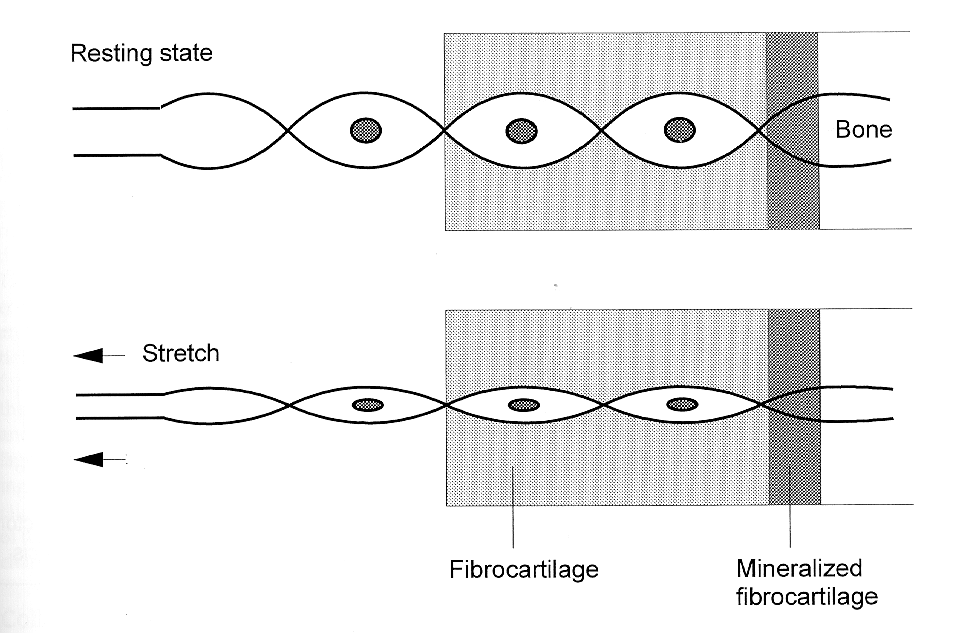 Resting state
Bone
Stretch
Fibrocartilage
Mineralized
fibrocartilage